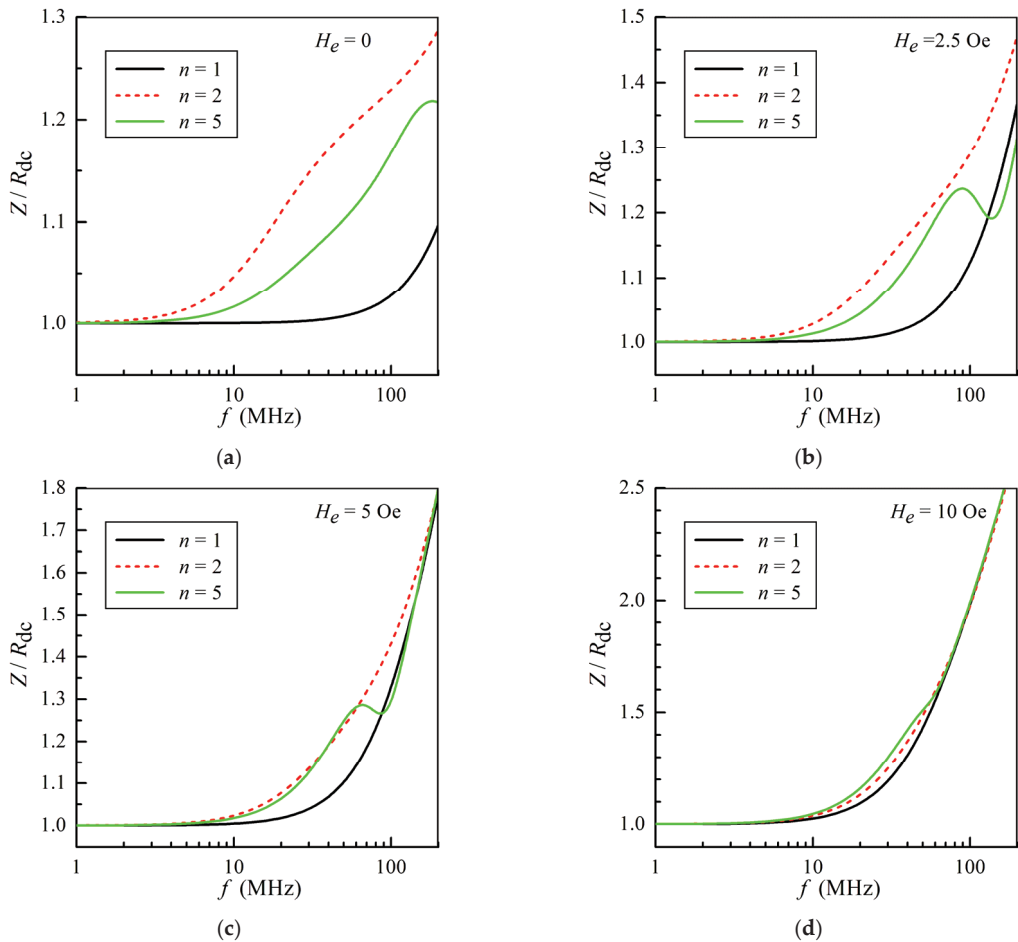 H_e = 0
n = 1
n = 2
n = 5
1.3
1.2
1.1
1.0
Z / R_dc
1 10 100
f (MHz)
(a)
H_e =2.5 Oe
n = 1
n = 2
n = 5
1.5
1.4
1.3
1.2
1.1
1.0
Z / R_dc
1 10 100
f (MHz)
(b)
H_e = 5 Oe
n = 1
n = 2
n = 5
1.8
1.7
1.6
1.5
1.4
1.3
1.2
1.1
1.0
Z / R_dc
1 10 100
f (MHz)
(c)
H_e = 10 Oe
n = 1
n = 2
n = 5
2.5
2.0
1.5
1.0
Z / R_dc
1 10 100
f (MHz)
(d)